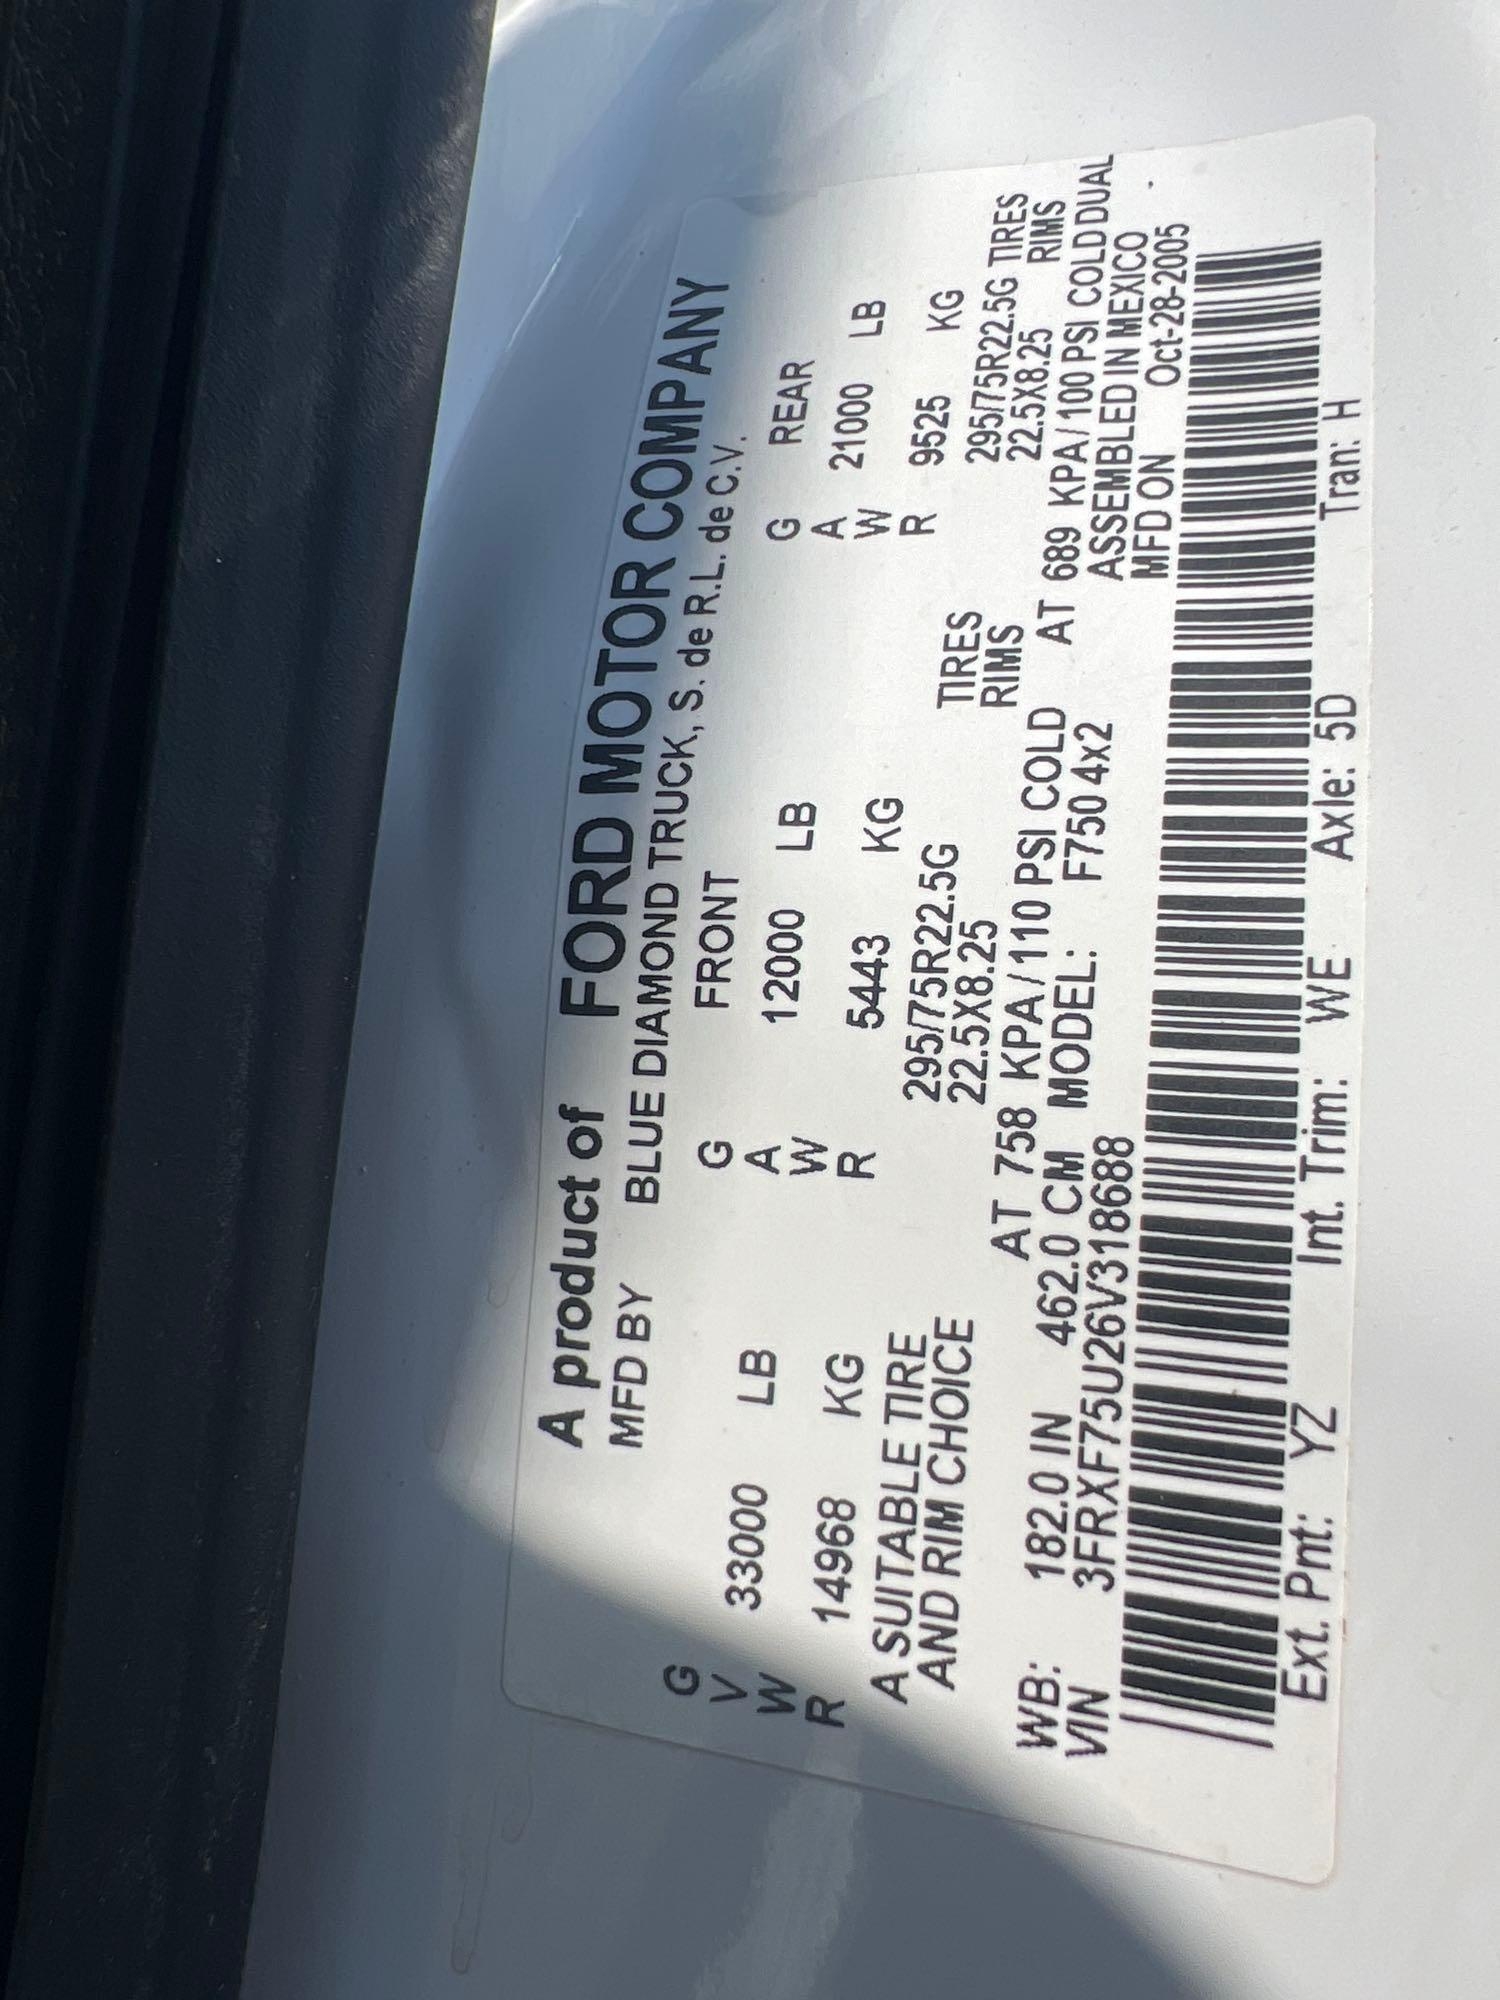 A product of FORD MOTOR COMPANY
MFD BY BLUE DIAMOND TRUCK, S. de R.L. de C.V.
G FRONT G REAR
G V 33000 LB A 12000 LB A 21000 LB
W W
R 14968 KG R 5443 KG R 9525 KG
A SUITABLE TIRE 295/75R22.5G TIRES 295/75R22.5G TIRES
AND RIM CHOICE 22.5X8.25 RIMS 22.5X8.25 RIMS
AT 758 KPA/110 PSI COLD AT 689 KPA/100 PSI COLD DUAL
WB: 182.0 IN 462.0 CM MODEL: F750 4x2 ASSEMBLED IN MEXICO
VIN 3FRXF75U26V318688 MFD ON Oct-28-2005
Ext. Pnt: YZ Int. Trim: WE Axle: 5D Tran: H